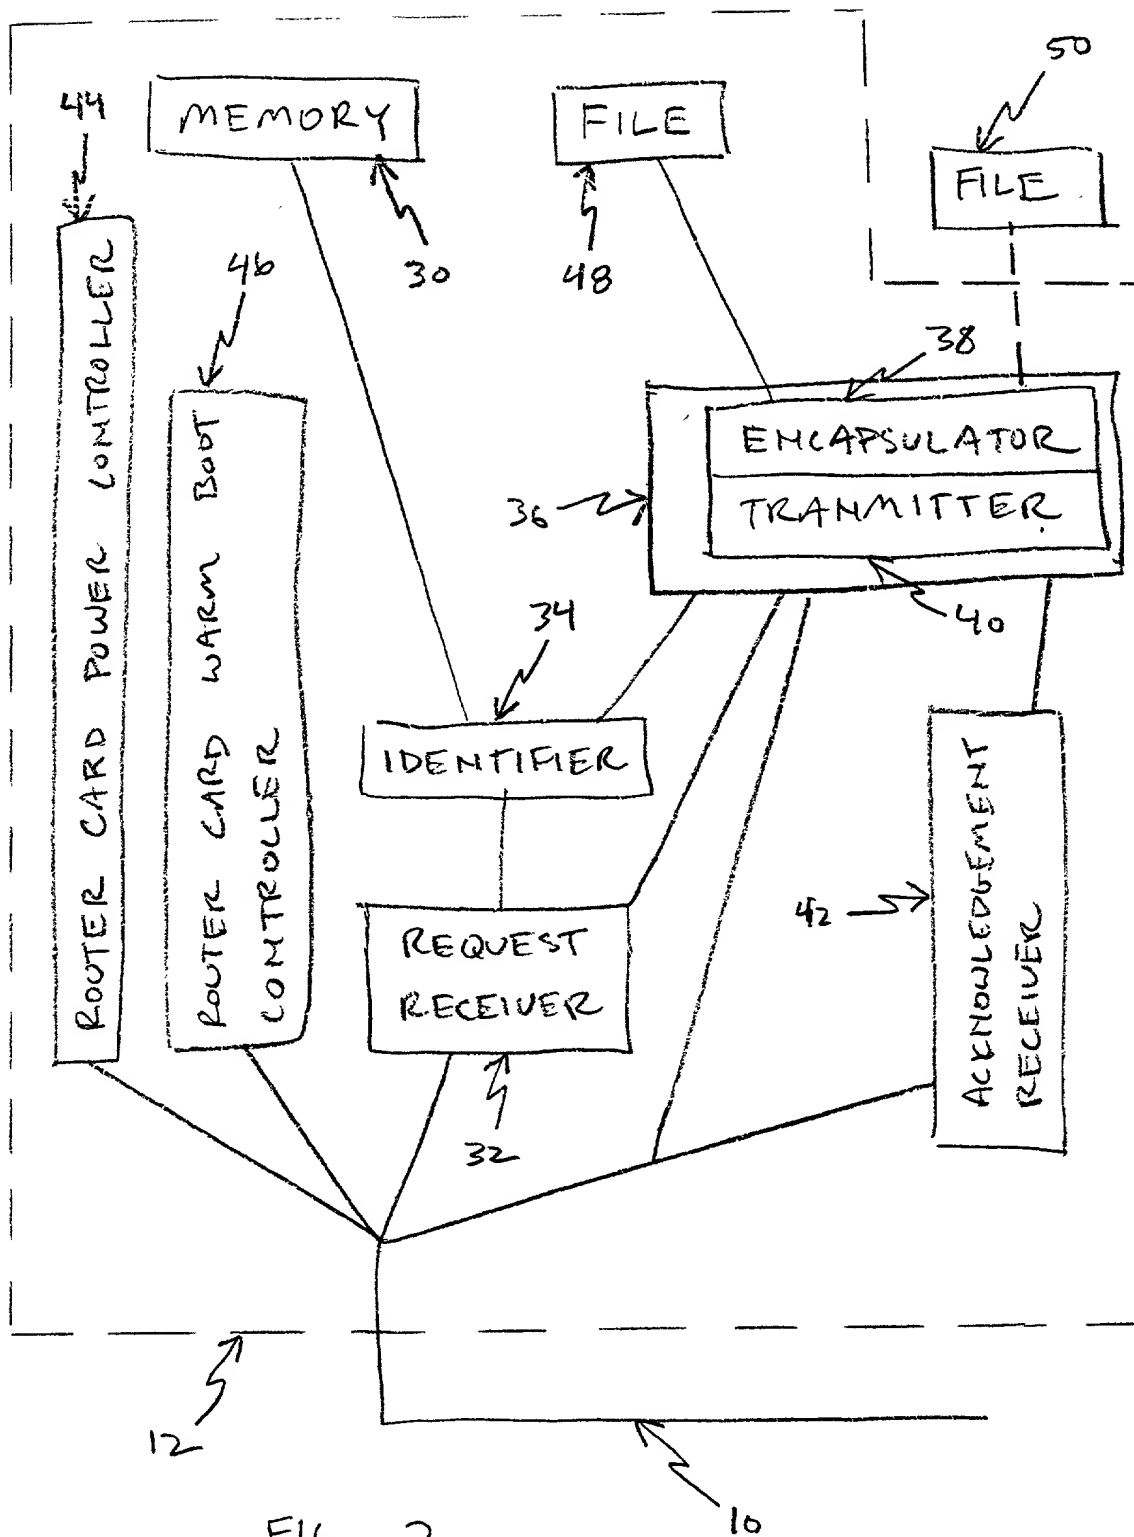 50
44
MEMORY
FILE
FILE
46
30
48
38
ENCAPSULATOR
TRANMITTER
36
40
34
IDENTIFIER
ROUTER CARD POWER CONTROLLER
ROUTER CARD WARM BOOT
CONTROLLER
REQUEST
RECEIVER
42
ACKNOWLEDGEMENT
RECEIVER
32
12
10